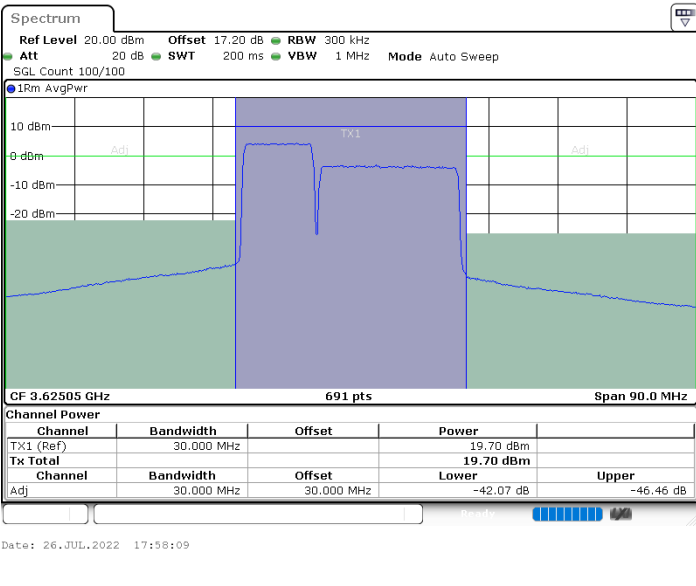 Spectrum
Ref Level 20.00 dBm Offset 17.20 dB RBW 300 kHz
Att 20 dB SWT 200 ms VBW 1 MHz Mode Auto Sweep
SGL Count 100/100
1Rm AvgPwr
10 dBm
TX1
Adj
Adj
0 dBm
-10 dBm
-20 dBm
CF 3.62505 GHz 691 pts Span 90.0 MHz
Channel Power
Channel Bandwidth Offset Power
TX1 (Ref) 30.000 MHz 19.70 dBm
Tx Total 19.70 dBm
Channel Bandwidth Offset Lower Upper
Adj 30.000 MHz 30.000 MHz -42.07 dB -46.46 dB
Ready
Date: 26.JUL.2022 17:58:09